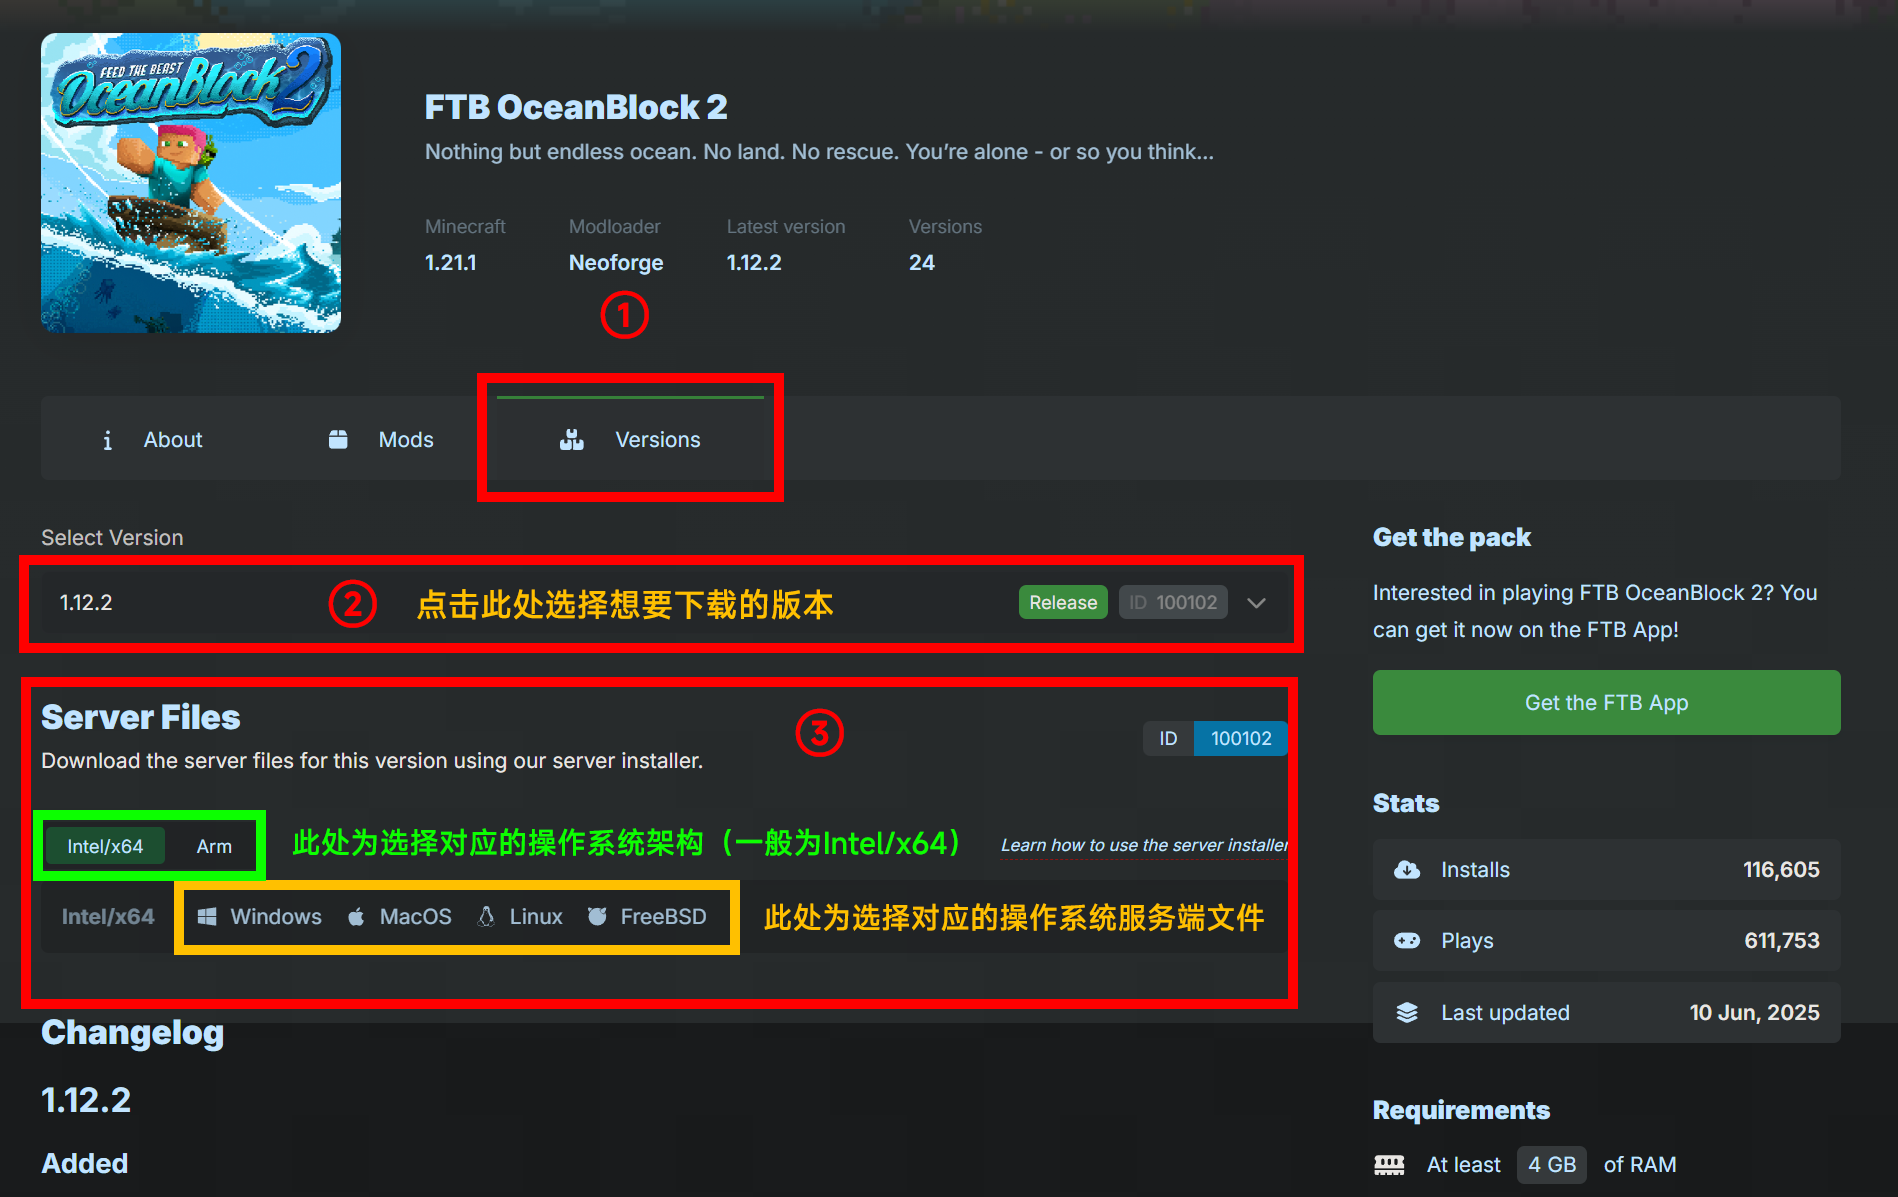 FEED THE BEAST
OceanBlock 2
FTB OceanBlock 2
Nothing but endless ocean. No land. No rescue. You’re alone - or so you think...
Minecraft Modloader Latest version Versions
1.21.1 Neoforge 1.12.2 24
①
About Mods Versions
Select Version
1.12.2 ② 点击此处选择想要下载的版本 Release ID 100102
Server Files
③
ID 100102
Download the server files for this version using our server installer.
Intel/x64 Arm 此处为选择对应的操作系统架构（一般为Intel/x64） Learn how to use the server installer
Intel/x64 Windows MacOS Linux FreeBSD 此处为选择对应的操作系统服务端文件
Changelog
1.12.2
Added
Get the pack
Interested in playing FTB OceanBlock 2? You
can get it now on the FTB App!
Get the FTB App
Stats
Installs 116,605
Plays 611,753
Last updated 10 Jun, 2025
Requirements
At least 4 GB of RAM